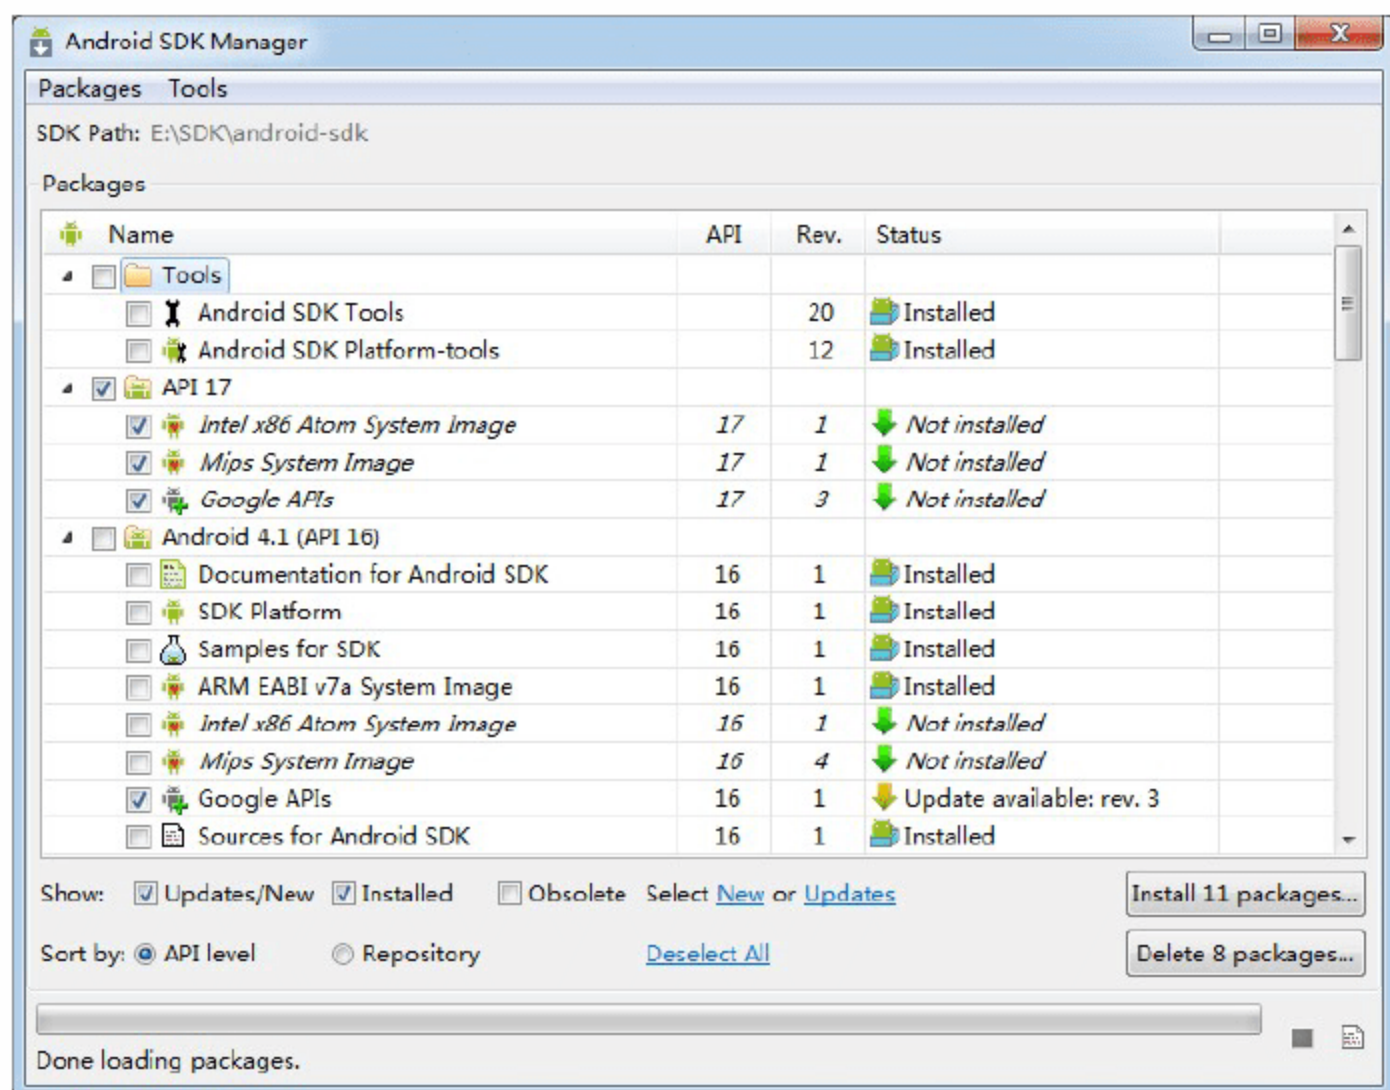 Android SDK Manager
Packages Tools
SDK Path: E:\SDK\android-sdk
Packages
Name API Rev. Status
Tools
Android SDK Tools 20 Installed
Android SDK Platform-tools 12 Installed
API 17
Intel x86 Atom System Image 17 1 Not installed
Mips System Image 17 1 Not installed
Google APIs 17 3 Not installed
Android 4.1 (API 16)
Documentation for Android SDK 16 1 Installed
SDK Platform 16 1 Installed
Samples for SDK 16 1 Installed
ARM EABI v7a System Image 16 1 Installed
Intel x86 Atom System Image 16 1 Not installed
Mips System Image 16 4 Not installed
Google APIs 16 1 Update available: rev. 3
Sources for Android SDK 16 1 Installed
Show: Updates/New Installed Obsolete Select New or Updates Install 11 packages...
Sort by: API level Repository Deselect All Delete 8 packages...
Done loading packages.